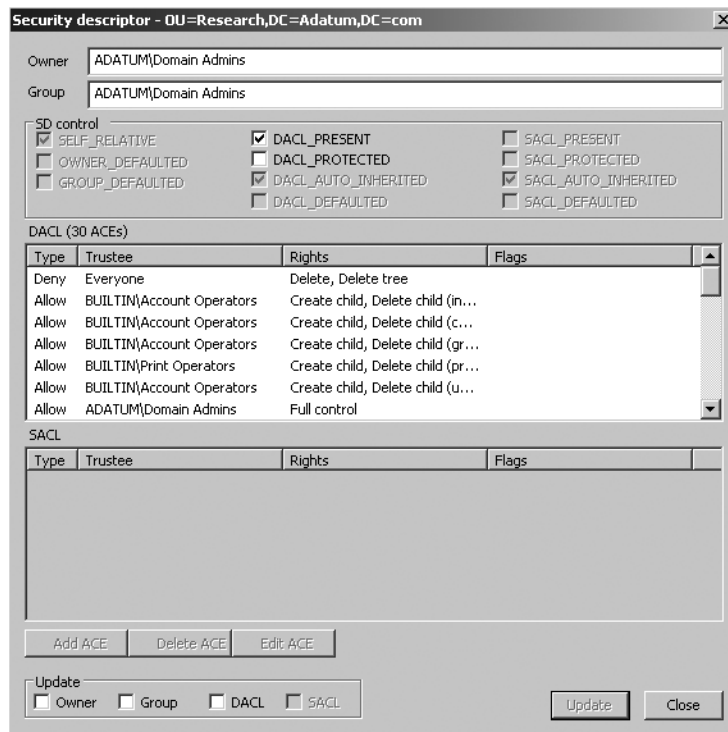 Security descriptor - OU=Research,DC=Adatum,DC=com
Owner ADATUM\Domain Admins
Group ADATUM\Domain Admins
SD control
SELF_RELATIVE DACL_PRESENT SACL_PRESENT
OWNER_DEFAULTED DACL_PROTECTED SACL_PROTECTED
GROUP_DEFAULTED DACL_AUTO_INHERITED SACL_AUTO_INHERITED
DACL_DEFAULTED SACL_DEFAULTED
DACL (30 ACEs)
Type Trustee Rights Flags
Deny Everyone Delete, Delete tree
Allow BUILTIN\Account Operators Create child, Delete child (in...
Allow BUILTIN\Account Operators Create child, Delete child (c...
Allow BUILTIN\Account Operators Create child, Delete child (gr...
Allow BUILTIN\Print Operators Create child, Delete child (pr...
Allow BUILTIN\Account Operators Create child, Delete child (u...
Allow ADATUM\Domain Admins Full control
SACL
Type Trustee Rights Flags
Add ACE Delete ACE Edit ACE
Update
Owner Group DACL SACL Update Close